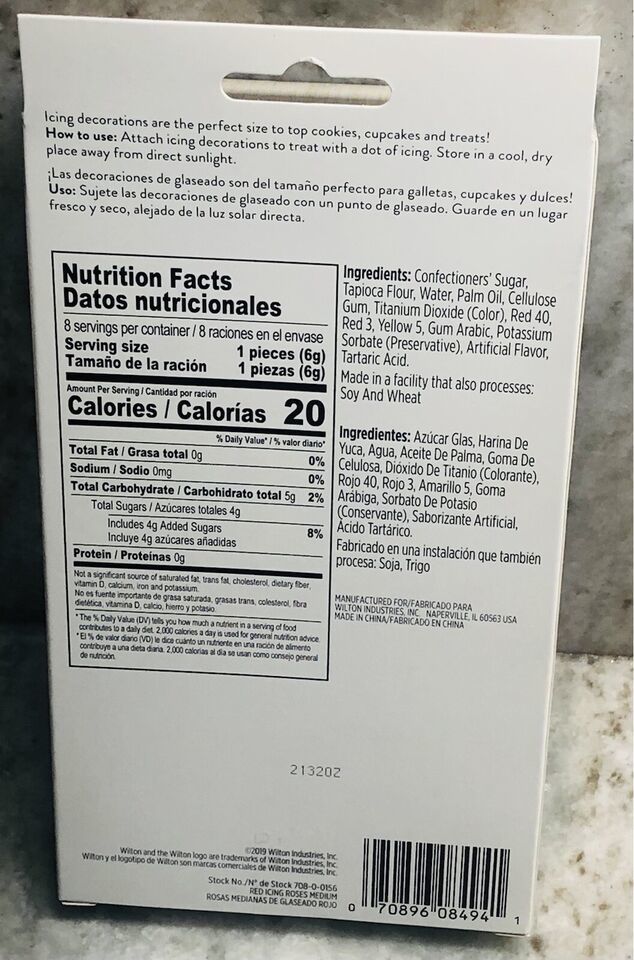 Icing decorations are the perfect size to top cookies, cupcakes and treats!
How to use: Attach icing decorations to treat with a dot of icing. Store in a cool, dry
place away from direct sunlight.
¡Las decoraciones de glaseado son del tamaño perfecto para galletas, cupcakes y dulces!
Uso: Sujete las decoraciones de glaseado con un punto de glaseado. Guarde en un lugar
fresco y seco, alejado de la luz solar directa.
Nutrition Facts
Datos nutricionales
8 servings per container / 8 raciones en el envase
Serving size 1 pieces (6g)
Tamaño de la ración 1 piezas (6g)
Amount Per Serving / Cantidad por ración
Calories / Calorías 20
% Daily Value* / % valor diario*
Total Fat / Grasa total 0g 0%
Sodium / Sodio 0mg 0%
Total Carbohydrate / Carbohidrato total 5g 2%
Total Sugars / Azúcares totales 4g
Includes 4g Added Sugars
Incluye 4g azúcares añadidas 8%
Protein / Proteínas 0g
Not a significant source of saturated fat, trans fat, cholesterol, dietary fiber,
vitamin D, calcium, iron and potassium.
No es fuente importante de grasa saturada, grasas trans, colesterol, fibra
dietética, vitamina D, calcio, hierro y potasio.
* The % Daily Value (DV) tells you how much a nutrient in a serving of food
contributes to a daily diet. 2,000 calories a day is used for general nutrition advice.
* El % de valor diario (VD) le dice cuánto un nutriente en una ración de alimento
contribuye a una dieta diaria. 2,000 calorías al día se usan como consejo general
de nutrición.
Ingredients: Confectioners' Sugar,
Tapioca Flour, Water, Palm Oil, Cellulose
Gum, Titanium Dioxide (Color), Red 40,
Red 3, Yellow 5, Gum Arabic, Potassium
Sorbate (Preservative), Artificial Flavor,
Tartaric Acid.
Made in a facility that also processes:
Soy And Wheat
Ingredientes: Azúcar Glas, Harina De
Yuca, Agua, Aceite De Palma, Goma De
Celulosa, Dióxido De Titanio (Colorante),
Rojo 40, Rojo 3, Amarillo 5, Goma
Arábiga, Sorbato De Potasio
(Conservante), Saborizante Artificial,
Ácido Tartárico.
Fabricado en una instalación que también
procesa: Soja, Trigo
MANUFACTURED FOR/FABRICADO PARA
WILTON INDUSTRIES, INC. NAPERVILLE, IL 60563 USA
MADE IN CHINA/FABRICADO EN CHINA
21320Z
©2019 Wilton Industries, Inc.
Wilton and the Wilton logo are trademarks of Wilton Industries, Inc.
Wilton y el logotipo de Wilton son marcas comerciales de Wilton Industries, Inc.
Stock No./N° de Stock 708-0-0156
RED ICING ROSES MEDIUM
ROSAS MEDIANAS DE GLASEADO ROJO
0 70896 08494 1